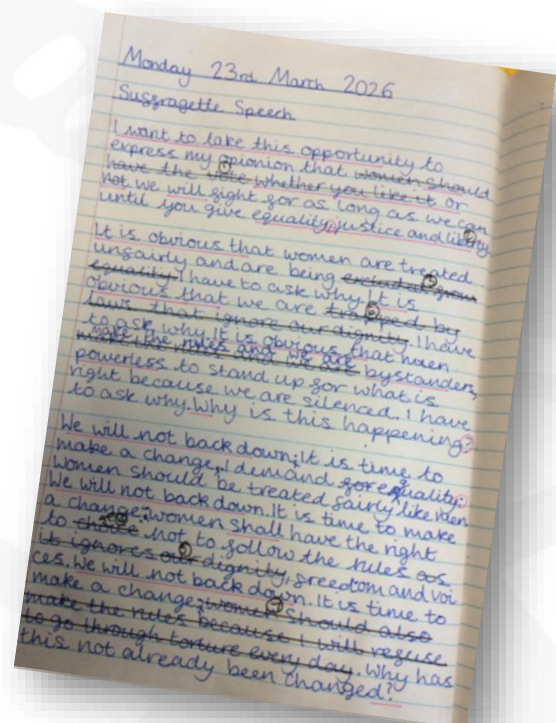 Monday 23rd March 2026
Suffragette Speech
I want to take this opportunity to
express my opionion that women should
have the vote whether you like it or
not we will fight for as long as we can
until you give equality, justice and liberty.
It is obvious that women are treated
unfairly and are being
equality. I have to ask why. It is
obvious that we are trapped by
laws that ignore our dignity. I have
to ask why. It is obvious that
make the rules and we are bystanders,
powerless to stand up for what is
right because we are silenced. I have
to ask why. Why is this happening?
We will not back down; It is time to
make a change. I demand for equality:
Women should be treated fairly like men
We will not back down. It is time to make
a change: women shall have the right
to not to follow the rules
it ignores our dignity, freedom and voi
ces. We will not back down. It is time to
make a change: women should also
make the rules because I will refuse
to go through torture every day. Why has
this not already been changed?